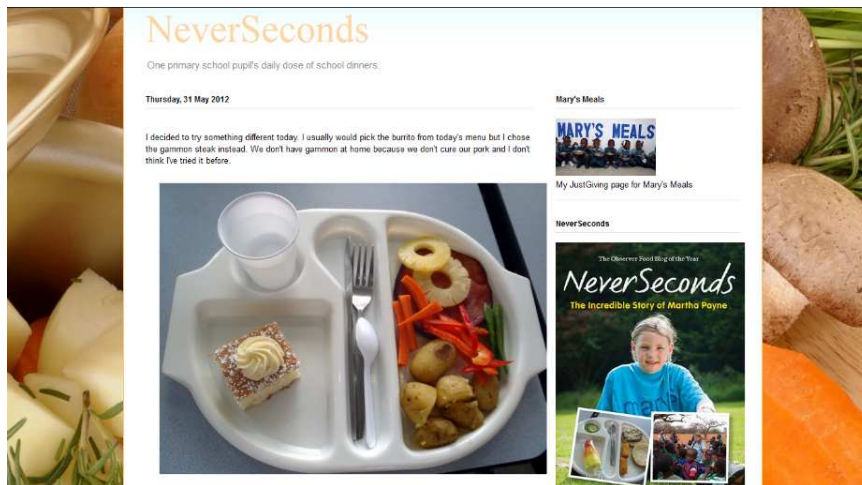 NeverSeconds
One primary school pupil's daily dose of school dinners.
Thursday, 31 May 2012
I decided to try something different today. I usually would pick the burrito from today's menu but I chose
the gammon steak instead. We don't have gammon at home because we don't cure our pork and I don't
think I've tried it before.
Mary's Meals
MARY'S MEALS
My JustGiving page for Mary's Meals
NeverSeconds
The Observer Food Blog of the Year
NeverSeconds
The Incredible Story of Martha Payne